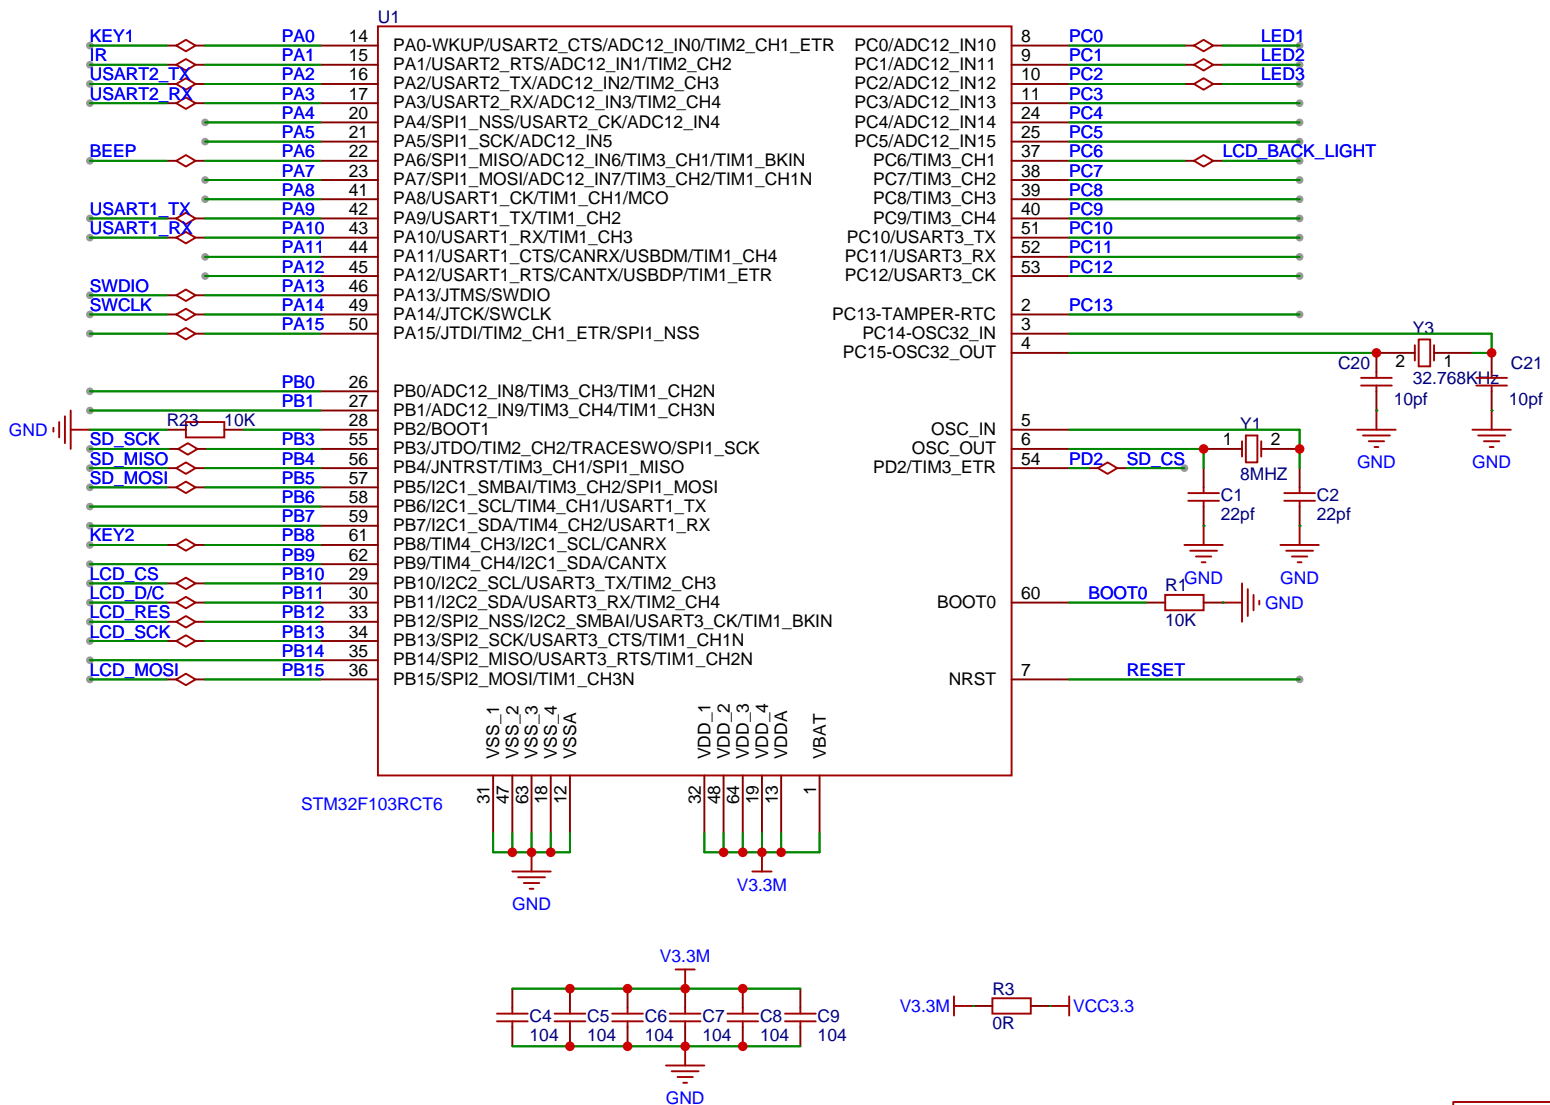 U1
KEY1 PA0 14 PA0-WKUP/USART2_CTS/ADC12_IN0/TIM2_CH1_ETR PC0/ADC12_IN10 8 PC0 LED1
IR PA1 15 PA1/USART2_RTS/ADC12_IN1/TIM2_CH2 PC1/ADC12_IN11 9 PC1 LED2
USART2_TX PA2 16 PA2/USART2_TX/ADC12_IN2/TIM2_CH3 PC2/ADC12_IN12 10 PC2 LED3
USART2_RX PA3 17 PA3/USART2_RX/ADC12_IN3/TIM2_CH4 PC3/ADC12_IN13 11 PC3
PA4 20 PA4/SPI1_NSS/USART2_CK/ADC12_IN4 PC4/ADC12_IN14 24 PC4
PA5 21 PA5/SPI1_SCK/ADC12_IN5 PC5/ADC12_IN15 25 PC5
BEEP PA6 22 PA6/SPI1_MISO/ADC12_IN6/TIM3_CH1/TIM1_BKIN PC6/TIM3_CH1 37 PC6 LCD_BACK_LIGHT
PA7 23 PA7/SPI1_MOSI/ADC12_IN7/TIM3_CH2/TIM1_CH1N PC7/TIM3_CH2 38 PC7
PA8 41 PA8/USART1_CK/TIM1_CH1/MCO PC8/TIM3_CH3 39 PC8
USART1_TX PA9 42 PA9/USART1_TX/TIM1_CH2 PC9/TIM3_CH4 40 PC9
USART1_RX PA10 43 PA10/USART1_RX/TIM1_CH3 PC10/USART3_TX 51 PC10
PA11 44 PA11/USART1_CTS/CANRX/USBDM/TIM1_CH4 PC11/USART3_RX 52 PC11
PA12 45 PA12/USART1_RTS/CANTX/USBDP/TIM1_ETR PC12/USART3_CK 53 PC12
SWDIO PA13 46 PA13/JTMS/SWDIO
SWCLK PA14 49 PA14/JTCK/SWCLK PC13-TAMPER-RTC 2 PC13
PA15 50 PA15/JTDI/TIM2_CH1_ETR/SPI1_NSS PC14-OSC32_IN 3 Y3
PC15-OSC32_OUT 4 C20 2 1 C21
32.768KHz
PB0 26 PB0/ADC12_IN8/TIM3_CH3/TIM1_CH2N 10pf 10pf
PB1 27 PB1/ADC12_IN9/TIM3_CH4/TIM1_CH3N
GND R23 10K 28 PB2/BOOT1 OSC_IN 5 Y1
SD_SCK PB3 55 PB3/JTDO/TIM2_CH2/TRACESWO/SPI1_SCK OSC_OUT 6 1 2
SD_MISO PB4 56 PB4/JNTRST/TIM3_CH1/SPI1_MISO PD2/TIM3_ETR 54 PD2 SD_CS 8MHZ GND GND
SD_MOSI PB5 57 PB5/I2C1_SMBAI/TIM3_CH2/SPI1_MOSI C1 C2
PB6 58 PB6/I2C1_SCL/TIM4_CH1/USART1_TX 22pf 22pf
PB7 59 PB7/I2C1_SDA/TIM4_CH2/USART1_RX
KEY2 PB8 61 PB8/TIM4_CH3/I2C1_SCL/CANRX
PB9 62 PB9/TIM4_CH4/I2C1_SDA/CANTX
LCD_CS PB10 29 PB10/I2C2_SCL/USART3_TX/TIM2_CH3 GND GND
LCD_D/C PB11 30 PB11/I2C2_SDA/USART3_RX/TIM2_CH4 BOOT0 60 BOOT0 R1 GND
LCD_RES PB12 33 PB12/SPI2_NSS/I2C2_SMBAI/USART3_CK/TIM1_BKIN 10K
LCD_SCK PB13 34 PB13/SPI2_SCK/USART3_CTS/TIM1_CH1N
PB14 35 PB14/SPI2_MISO/USART3_RTS/TIM1_CH2N
LCD_MOSI PB15 36 PB15/SPI2_MOSI/TIM1_CH3N NRST 7 RESET
VSS_1 VSS_2 VSS_3 VSS_4 VSSA VDD_1 VDD_2 VDD_3 VDD_4 VDDA VBAT
31 47 63 18 12 32 48 64 19 13 1
STM32F103RCT6
V3.3M
GND
V3.3M
C4 C5 C6 C7 C8 C9
104 104 104 104 104 104
GND
R3
V3.3M VCC3.3
0R